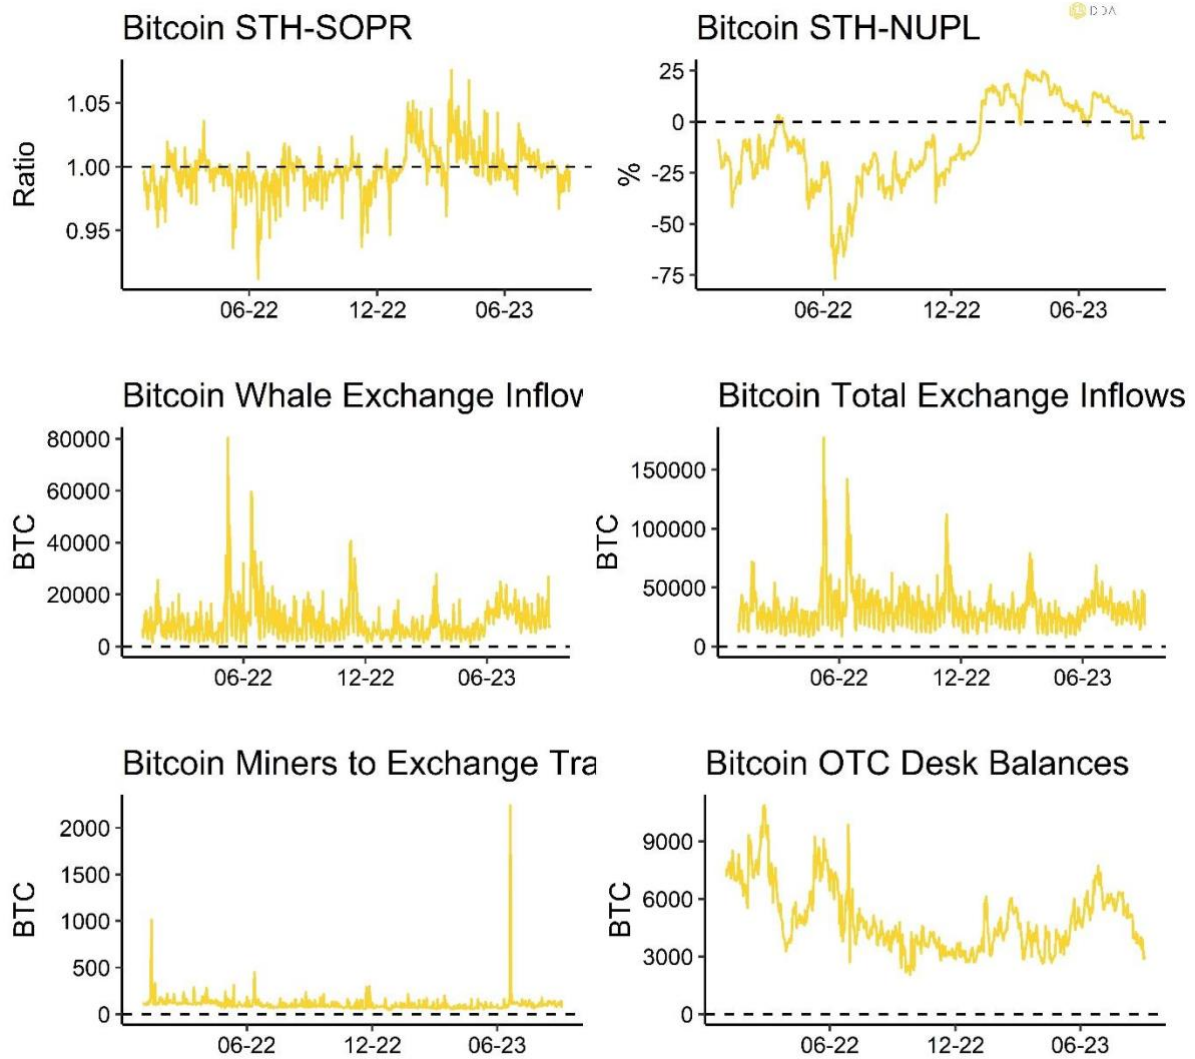 DDA
Bitcoin STH-SOPR
Ratio
1.05
1.00
0.95
06-22 12-22 06-23
Bitcoin STH-NUPL
%
25
0
-25
-50
-75
06-22 12-22 06-23
Bitcoin Whale Exchange Inflow
BTC
80000
60000
40000
20000
0
06-22 12-22 06-23
Bitcoin Total Exchange Inflows
BTC
150000
100000
50000
0
06-22 12-22 06-23
Bitcoin Miners to Exchange Tra
BTC
2000
1500
1000
500
0
06-22 12-22 06-23
Bitcoin OTC Desk Balances
BTC
9000
6000
3000
0
06-22 12-22 06-23